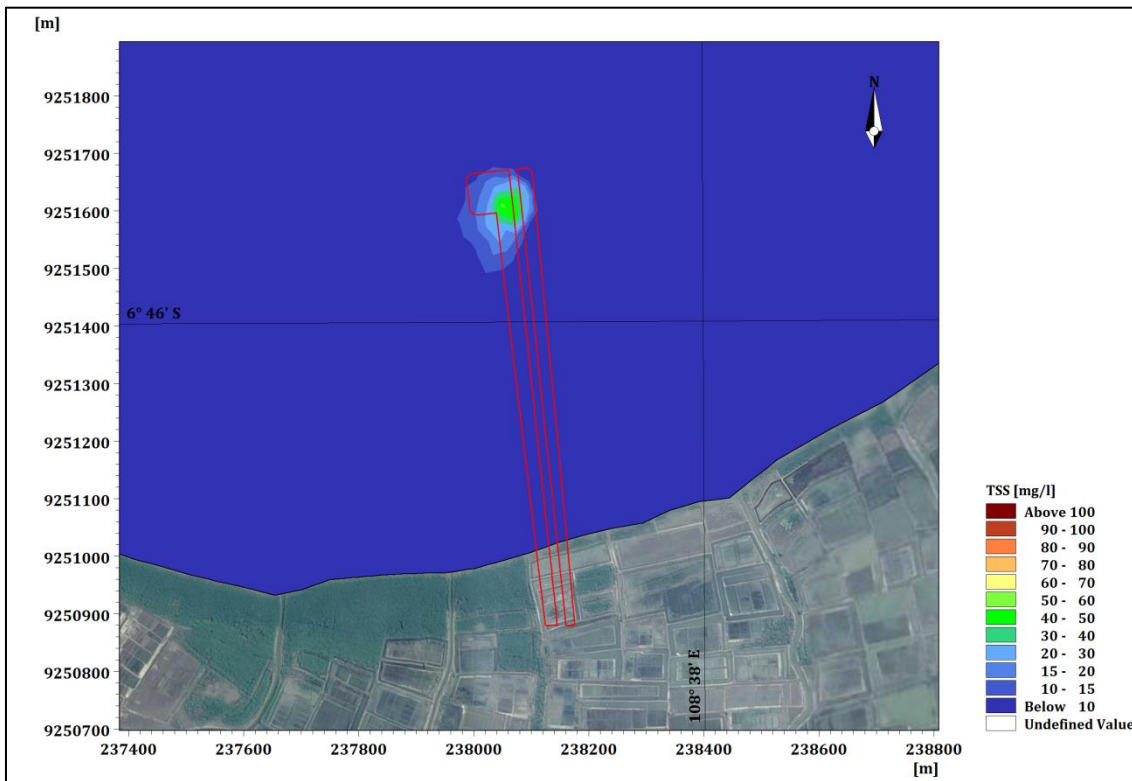 [m]
N
9251800
9251700
9251600
9251500
9251400
9251300
9251200
9251100
9251000
9250900
9250800
9250700
6° 46' S
108° 38' E
237400
237600
237800
238000
238200
238400
238600
238800
[m]
TSS [mg/l]
Above 100
90 - 100
80 - 90
70 - 80
60 - 70
50 - 60
40 - 50
30 - 40
20 - 30
15 - 20
10 - 15
Below 10
Undefined Value